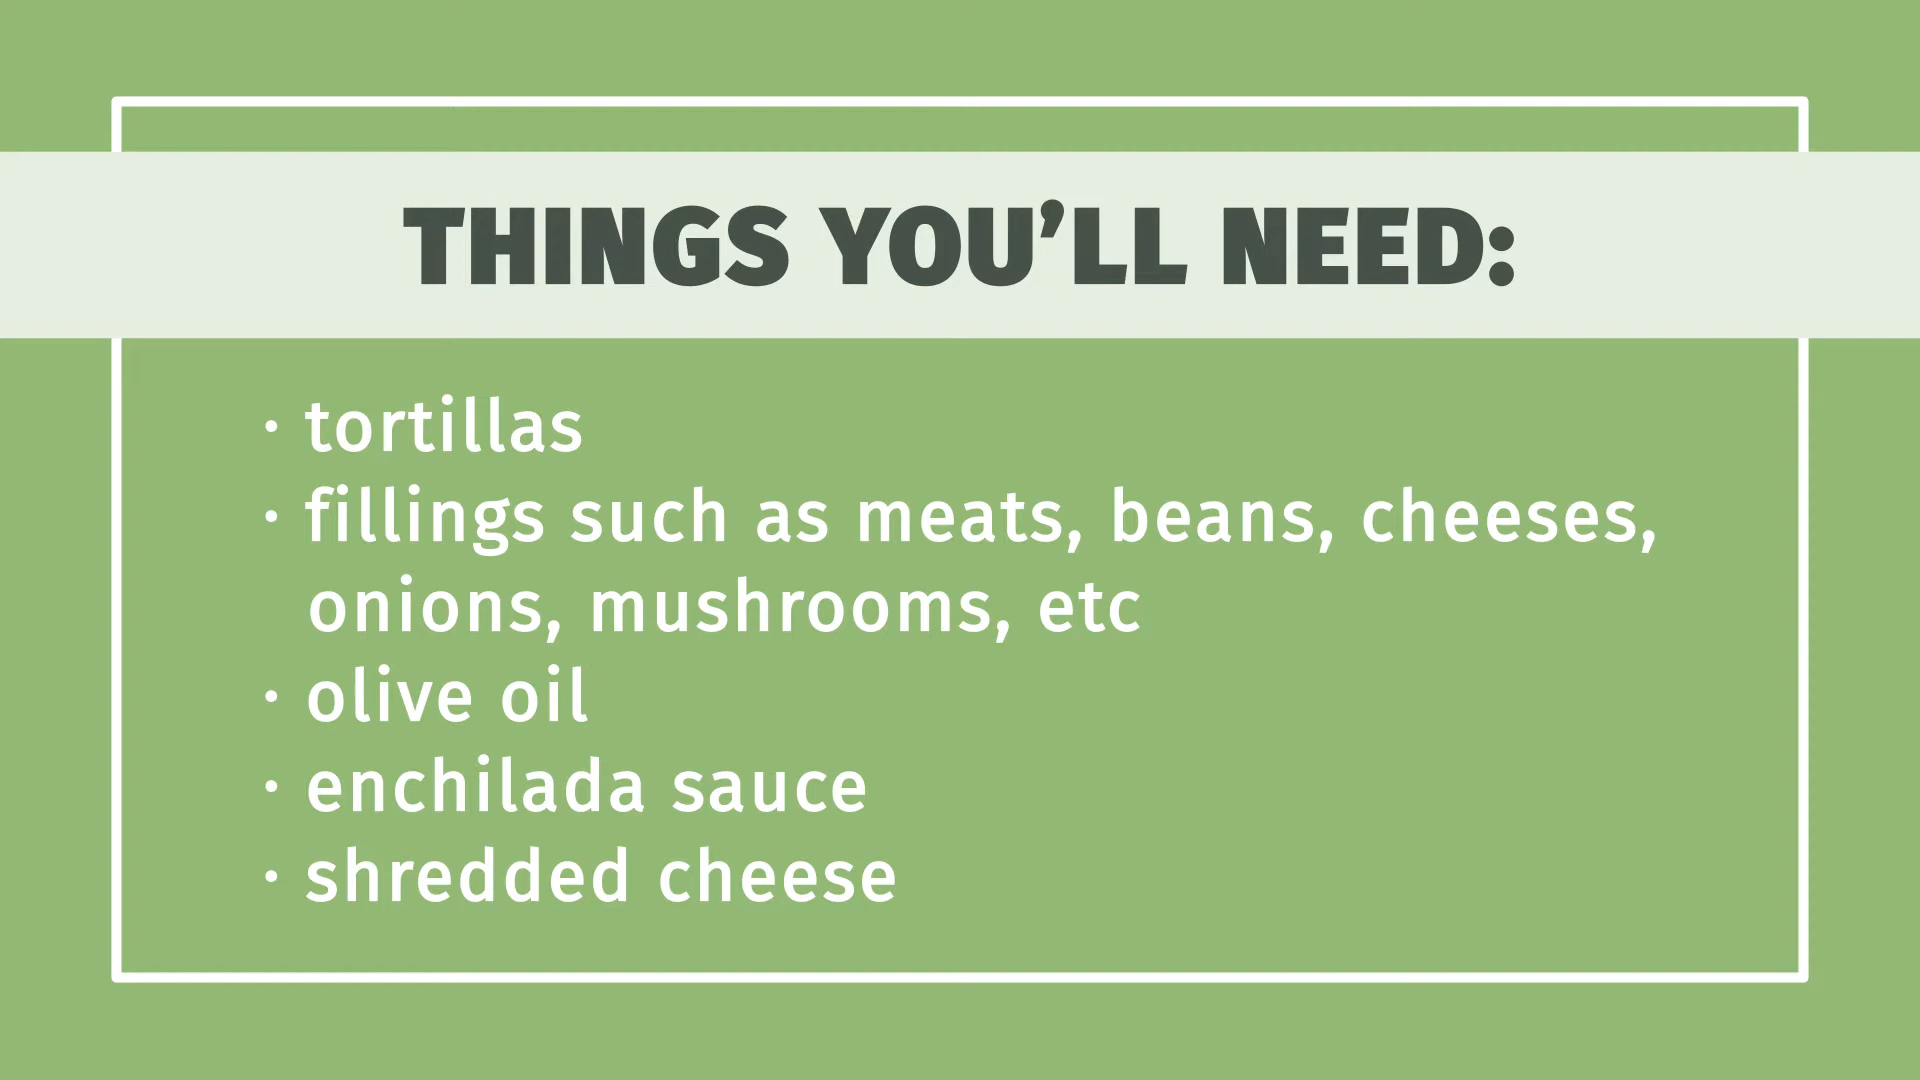 THINGS YOU’LL NEED:
· tortillas
· fillings such as meats, beans, cheeses,
onions, mushrooms, etc
· olive oil
· enchilada sauce
· shredded cheese